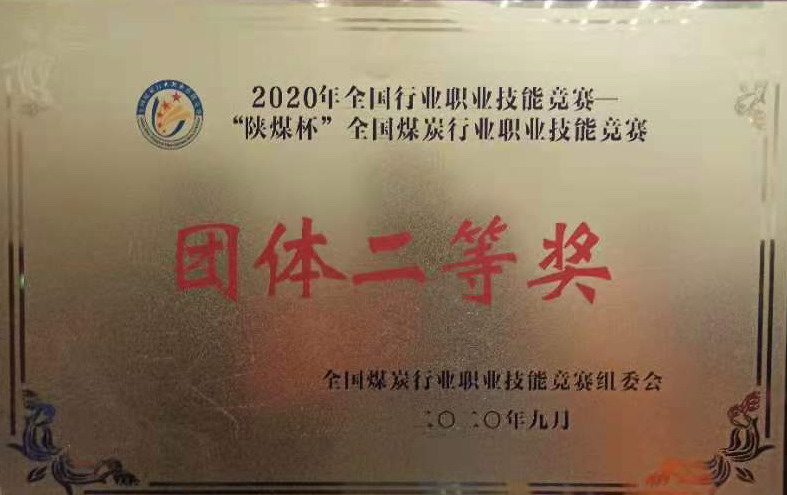 2020年全国行业职业技能竞赛—
“陕煤杯”全国煤炭行业职业技能竞赛
团体二等奖
全国煤炭行业职业技能竞赛组委会
二〇二〇年九月